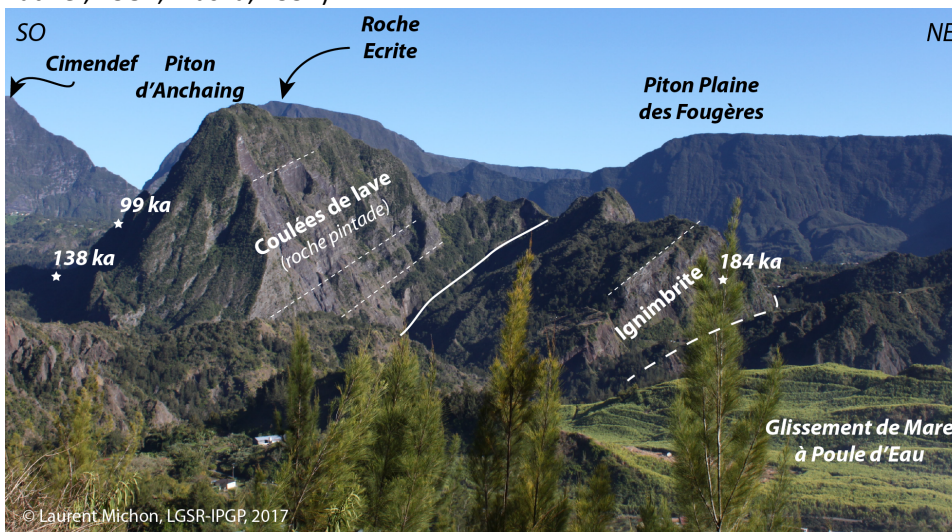 SO
NE
Cimendef
Piton
d'Anchaing
Roche
Ecrite
Piton Plaine
des Fougères
99 ka
138 ka
Coulées de lave
(roche pintade)
184 ka
Ignimbrite
Glissement de Mare
à Poule d'Eau
© Laurent Michon, LGSR-IPGP, 2017